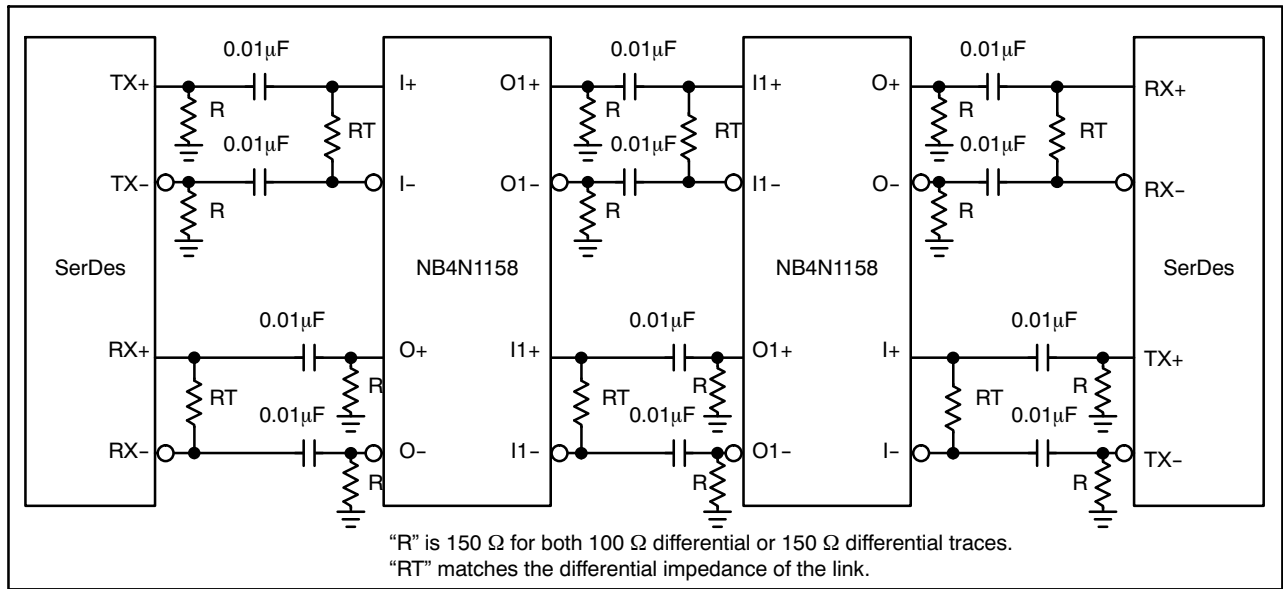 0.01μF 0.01μF 0.01μF
TX+ I+ O1+ I1+ O+ RX+
R RT R RT R RT
0.01μF 0.01μF 0.01μF
TX− I− O1− I1− O− RX−
R R R
SerDes NB4N1158 NB4N1158 SerDes
0.01μF 0.01μF 0.01μF
RX+ O+ I1+ O1+ I+ TX+
RT R RT R RT R
0.01μF 0.01μF 0.01μF
RX− O− I1− O1− I− TX−
R R R
“R” is 150 Ω for both 100 Ω differential or 150 Ω differential traces.
“RT” matches the differential impedance of the link.